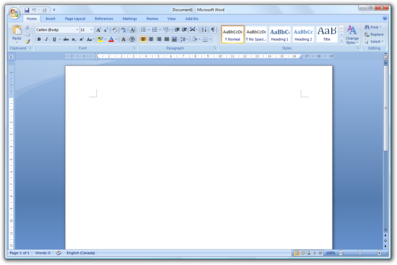 Document1 - Microsoft Word
Home Insert Page Layout References Mailings Review View Add-Ins
Calibri (Body) 11
Paste
AaBbCcDc AaBbCcDc AaBbC AaBbCc AaB
¶ Normal ¶ No Spaci... Heading 1 Heading 2 Title
Change Styles
Find
Replace
Select
Clipboard Font Paragraph Styles Editing
Page: 1 of 1 Words: 0 English (Canada) 100%